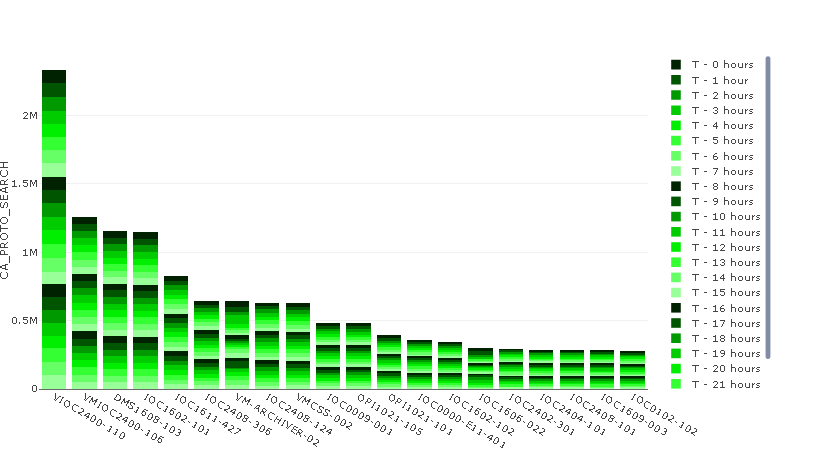 CA_PROTO_SEARCH
2M
1.5M
1M
0.5M
0
VIOC2400-110
VMIOC2400-106
DMS1608-103
IOC1602-101
IOC1611-427
IOC2408-306
VM-ARCHIVER-02
IOC2408-124
VMCSS-002
IOC0009-001
OPI1021-105
OPI1021-101
IOC0000-E11-401
IOC1602-102
IOC1606-022
IOC2402-301
IOC2404-101
IOC2408-101
IOC1609-003
IOC0102-102
T - 0 hours
T - 1 hour
T - 2 hours
T - 3 hours
T - 4 hours
T - 5 hours
T - 6 hours
T - 7 hours
T - 8 hours
T - 9 hours
T - 10 hours
T - 11 hours
T - 12 hours
T - 13 hours
T - 14 hours
T - 15 hours
T - 16 hours
T - 17 hours
T - 18 hours
T - 19 hours
T - 20 hours
T - 21 hours